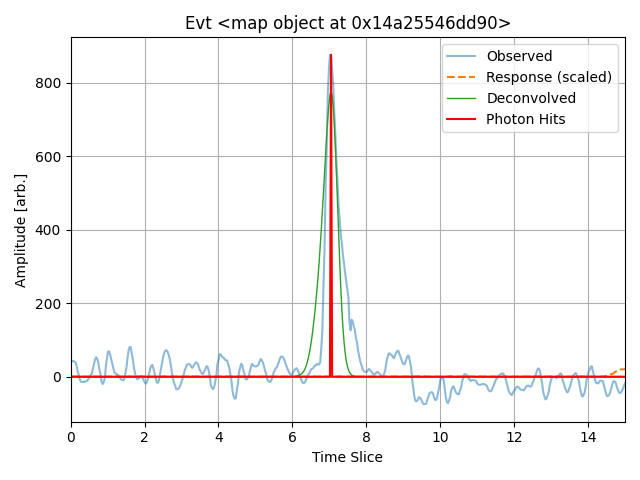 Evt <map object at 0x14a25546dd90>
Observed
Response (scaled)
Deconvolved
Photon Hits
Amplitude [arb.]
800
600
400
200
0
0 2 4 6 8 10 12 14
Time Slice